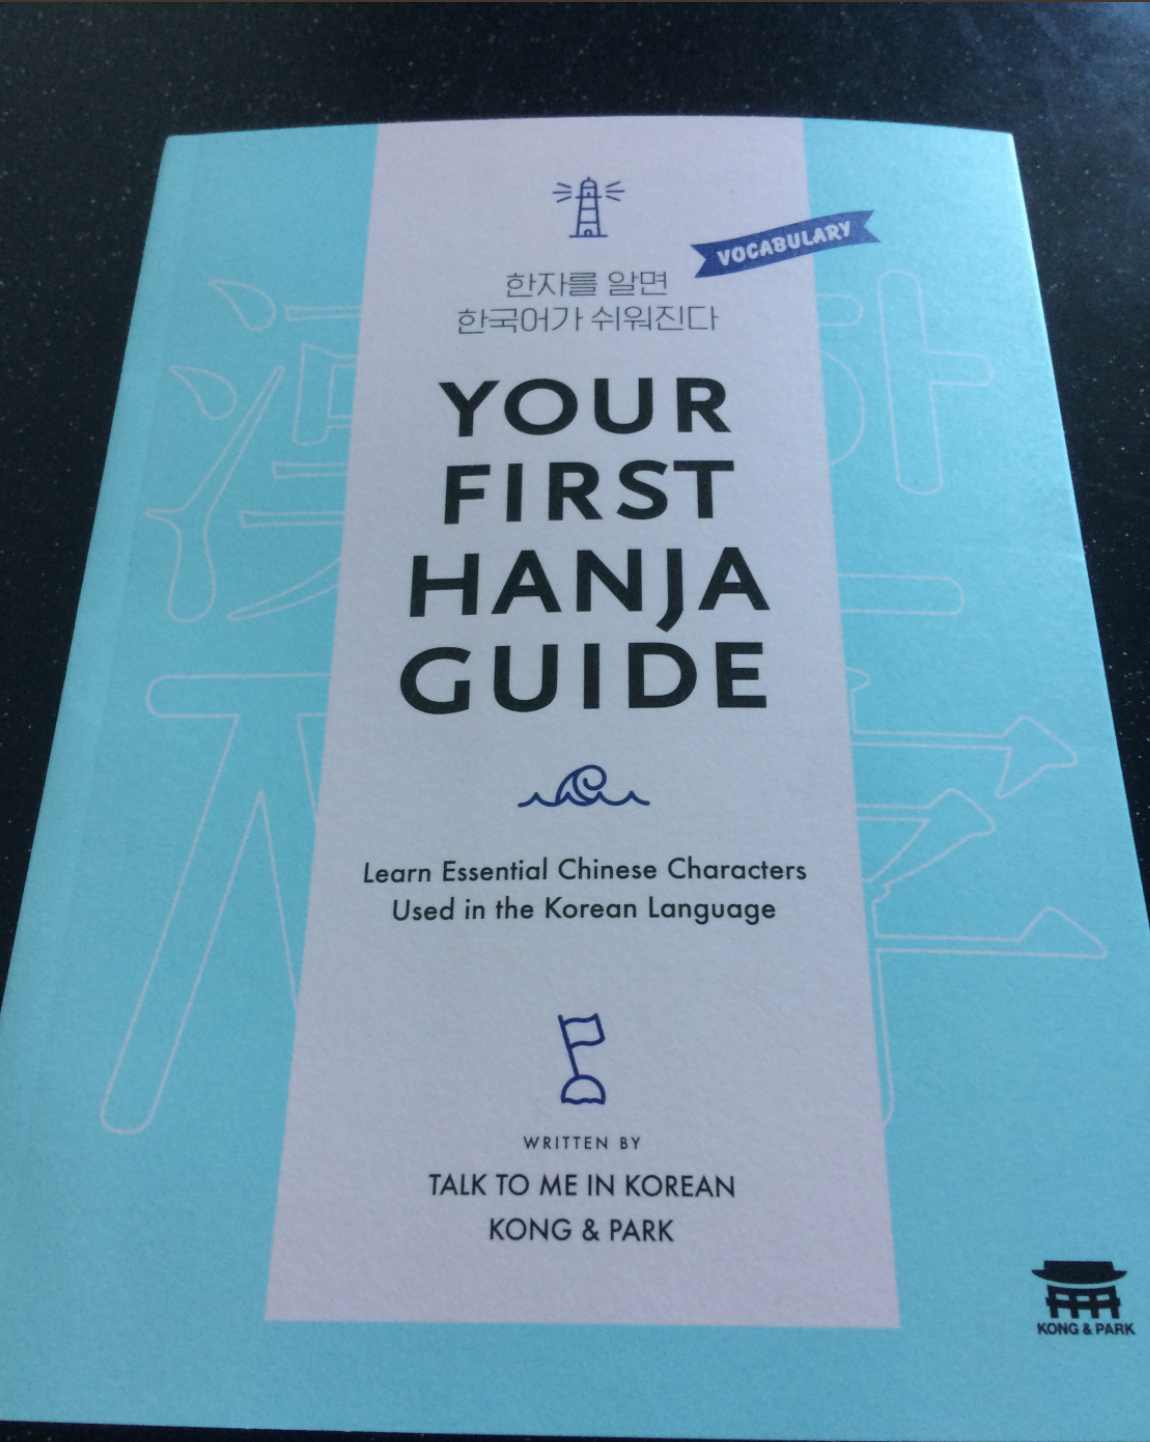 VOCABULARY
한자를 알면
한국어가 쉬워진다
YOUR
FIRST
HANJA
GUIDE
Learn Essential Chinese Characters
Used in the Korean Language
WRITTEN BY
TALK TO ME IN KOREAN
KONG & PARK
KONG & PARK